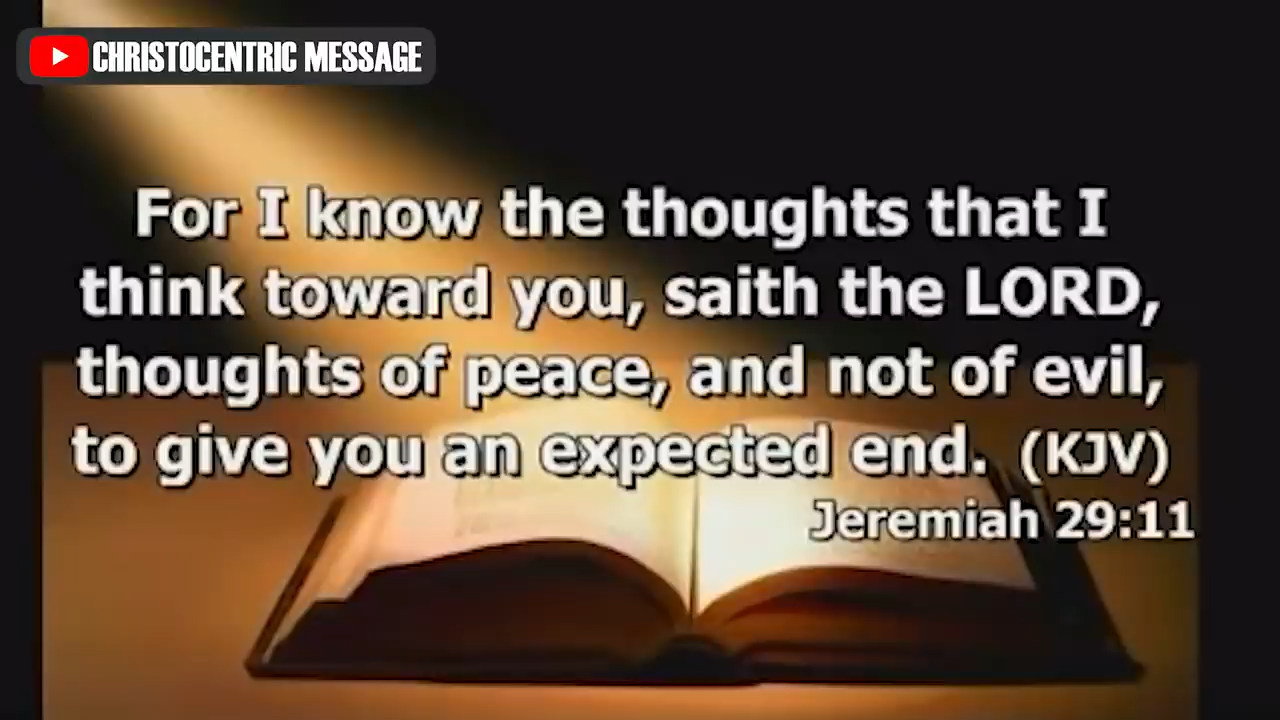 CHRISTOCENTRIC MESSAGE
For I know the thoughts that I
think toward you, saith the LORD,
thoughts of peace, and not of evil,
to give you an expected end. (KJV)
Jeremiah 29:11